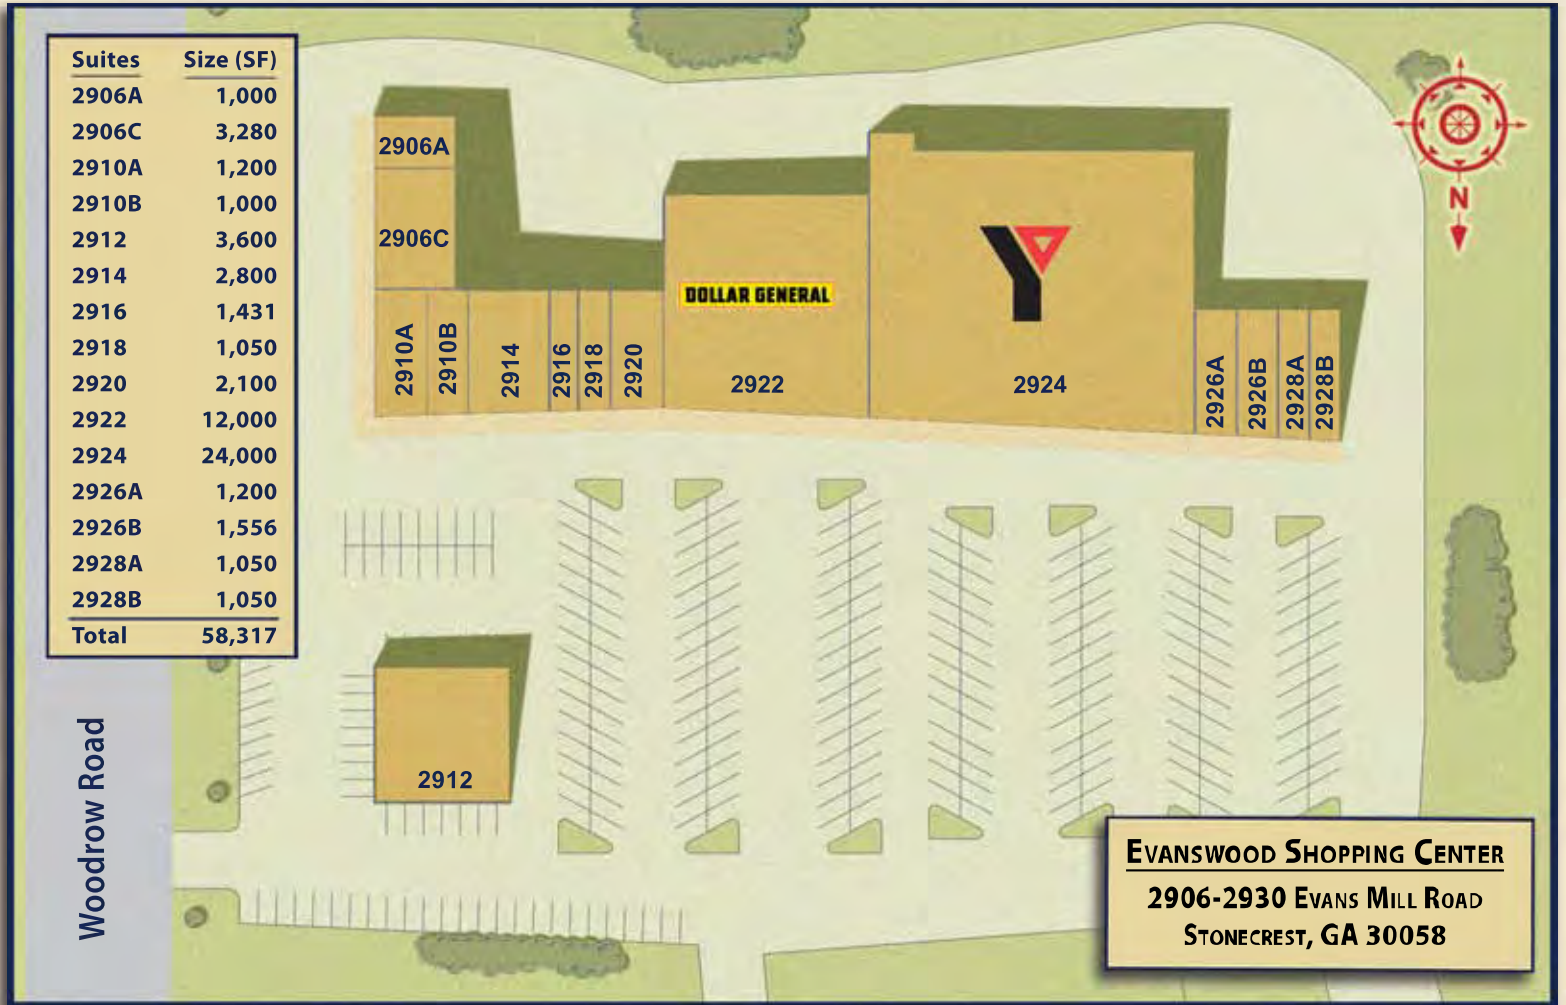 Suites Size (SF)
2906A 1,000
2906C 3,280
2910A 1,200
2910B 1,000
2912 3,600
2914 2,800
2916 1,431
2918 1,050
2920 2,100
2922 12,000
2924 24,000
2926A 1,200
2926B 1,556
2928A 1,050
2928B 1,050
Total 58,317
2906A
2906C
2910A
2910B
2914
2916
2918
2920
DOLLAR GENERAL
2922
Y
2924
2926A
2926B
2928A
2928B
N
2912
Woodrow Road
EVANSWOOD SHOPPING CENTER
2906-2930 EVANS MILL ROAD
STONECREST, GA 30058